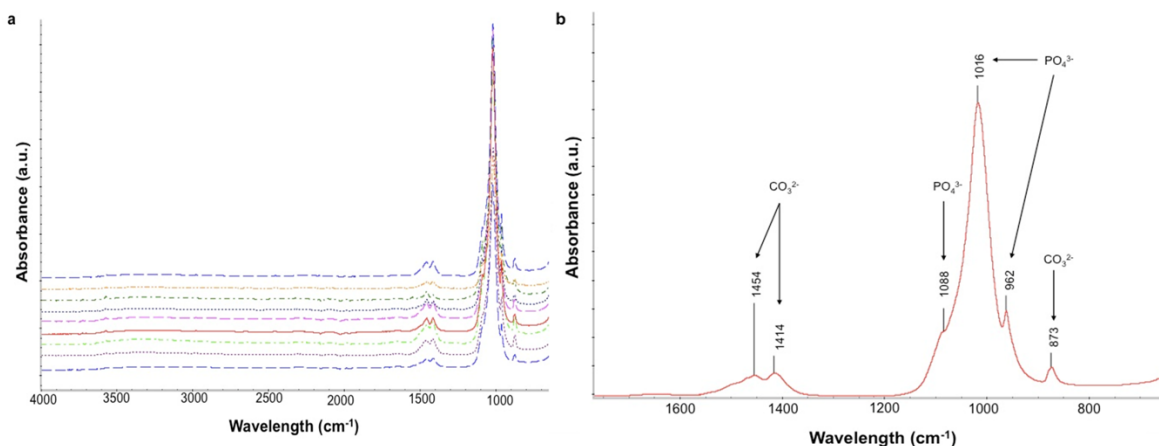 a
Absorbance (a.u.)
4000 3500 3000 2500 2000 1500 1000
Wavelength (cm⁻¹)
b
Absorbance (a.u.)
CO₃²⁻
1454
1414
PO₄³⁻
1088
1016
PO₄³⁻
962
CO₃²⁻
873
1600 1400 1200 1000 800
Wavelength (cm⁻¹)